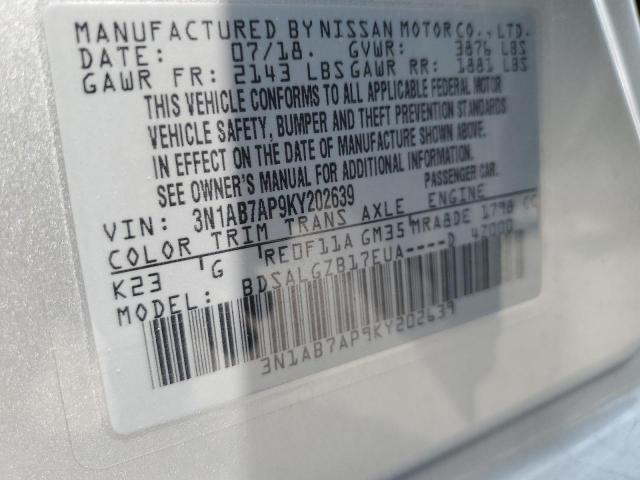 MANUFACTURED BY NISSAN MOTOR CO., LTD.
DATE: 07/18. GVWR: 3876 LBS
GAWR FR: 2143 LBS GAWR RR: 1881 LBS
THIS VEHICLE CONFORMS TO ALL APPLICABLE FEDERAL MOTOR
VEHICLE SAFETY, BUMPER AND THEFT PREVENTION STANDARDS
IN EFFECT ON THE DATE OF MANUFACTURE SHOWN ABOVE.
SEE OWNER'S MANUAL FOR ADDITIONAL INFORMATION.
VIN: 3N1AB7AP9KY202639 PASSENGER CAR.
COLOR TRIM TRANS AXLE ENGINE
K23 G RE0F11A GM35 MRA8DE 1798 CC
MODEL: BDSALGZB17EUA----D 4Z000
3N1AB7AP9KY202639